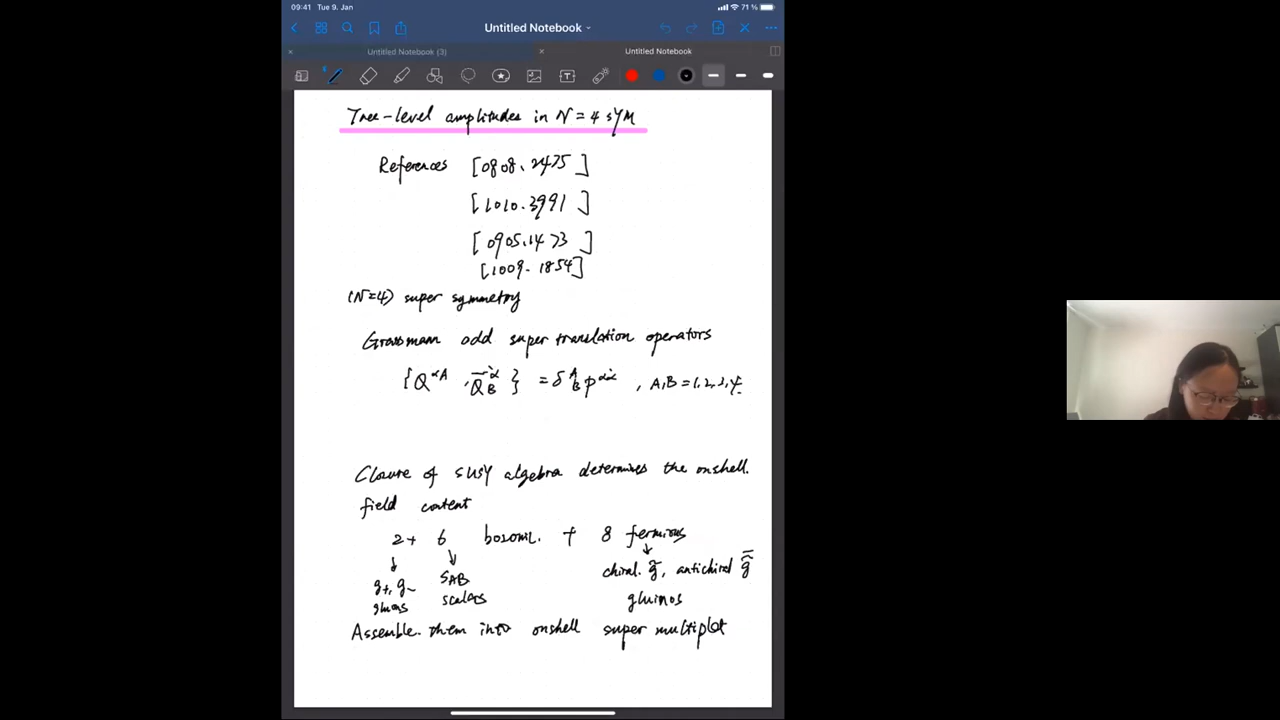 09:41 Tue 9. Jan
71 %
Untitled Notebook
Untitled Notebook (3)
Untitled Notebook
Tree-level amplitudes in N = 4 SYM
References [0808.2475]
[1010.3991]
[0905.1473]
[1009.1854]
(N=4) super symmetry
Grassmann odd super translation operators
{Q^{αA}, Q̄^{α̇}_B} = δ^A_B p^{αα̇}, A,B = 1,2,3,4.
Closure of SUSY algebra determines the onshell.
field content
2 + 6 bosonic. + 8 fermions
↓ ↓ ↓
g+, g- S_{AB} chiral. g̃, antichiral g̃̄
gluons scalars gluinos
Assemble. them into onshell super multiplet